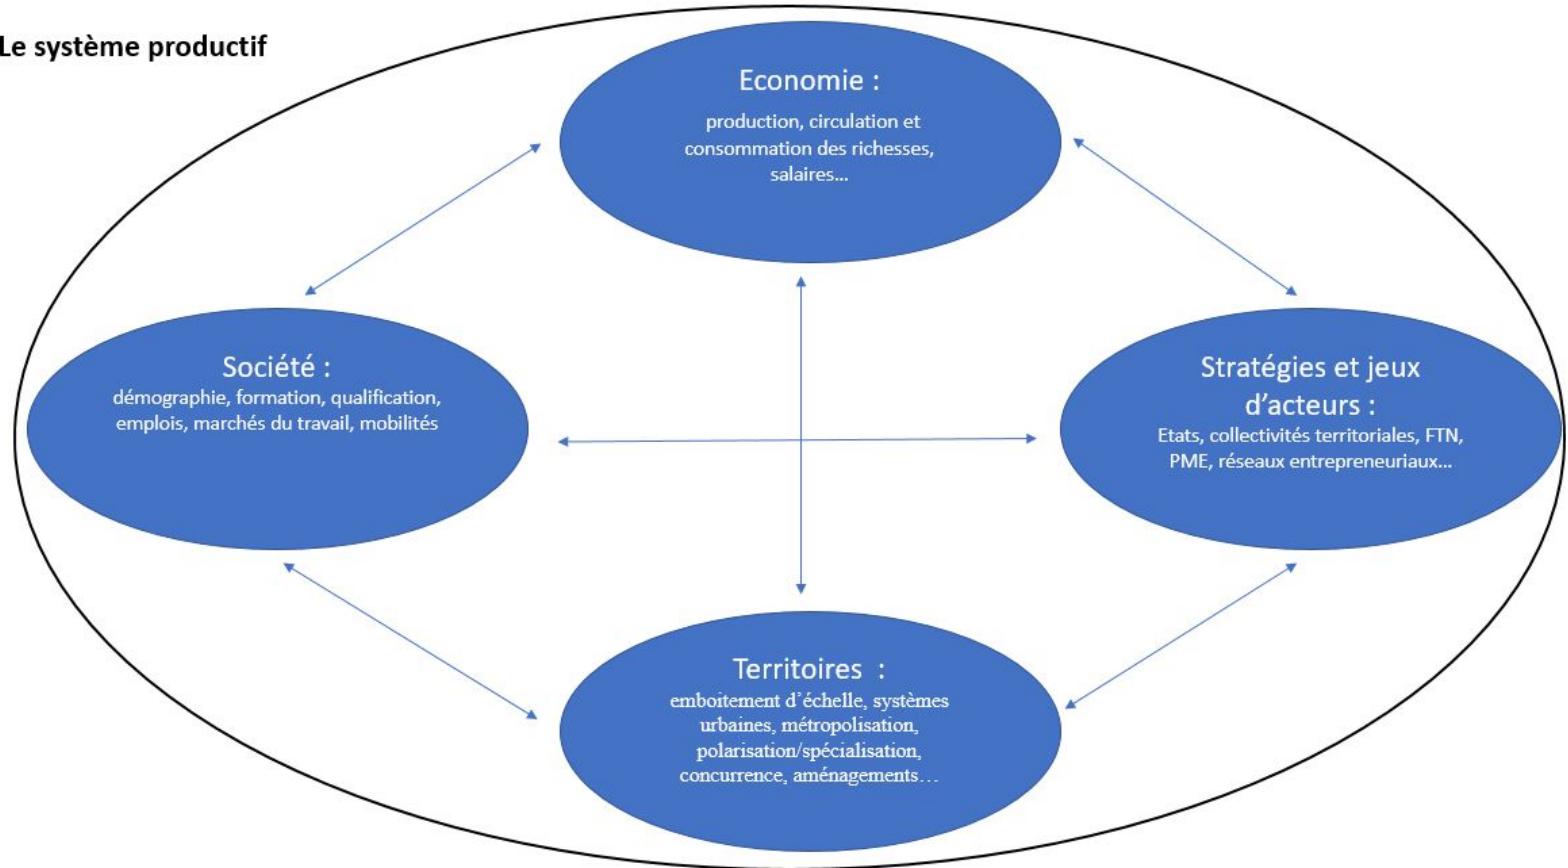 Le système productif
Economie :
production, circulation et
consommation des richesses,
salaires...
Société :
démographie, formation, qualification,
emplois, marchés du travail, mobilités
Stratégies et jeux
d'acteurs :
Etats, collectivités territoriales, FTN,
PME, réseaux entrepreneuriaux...
Territoires :
emboitement d'échelle, systèmes
urbaines, métropolisation,
polarisation/spécialisation,
concurrence, aménagements…